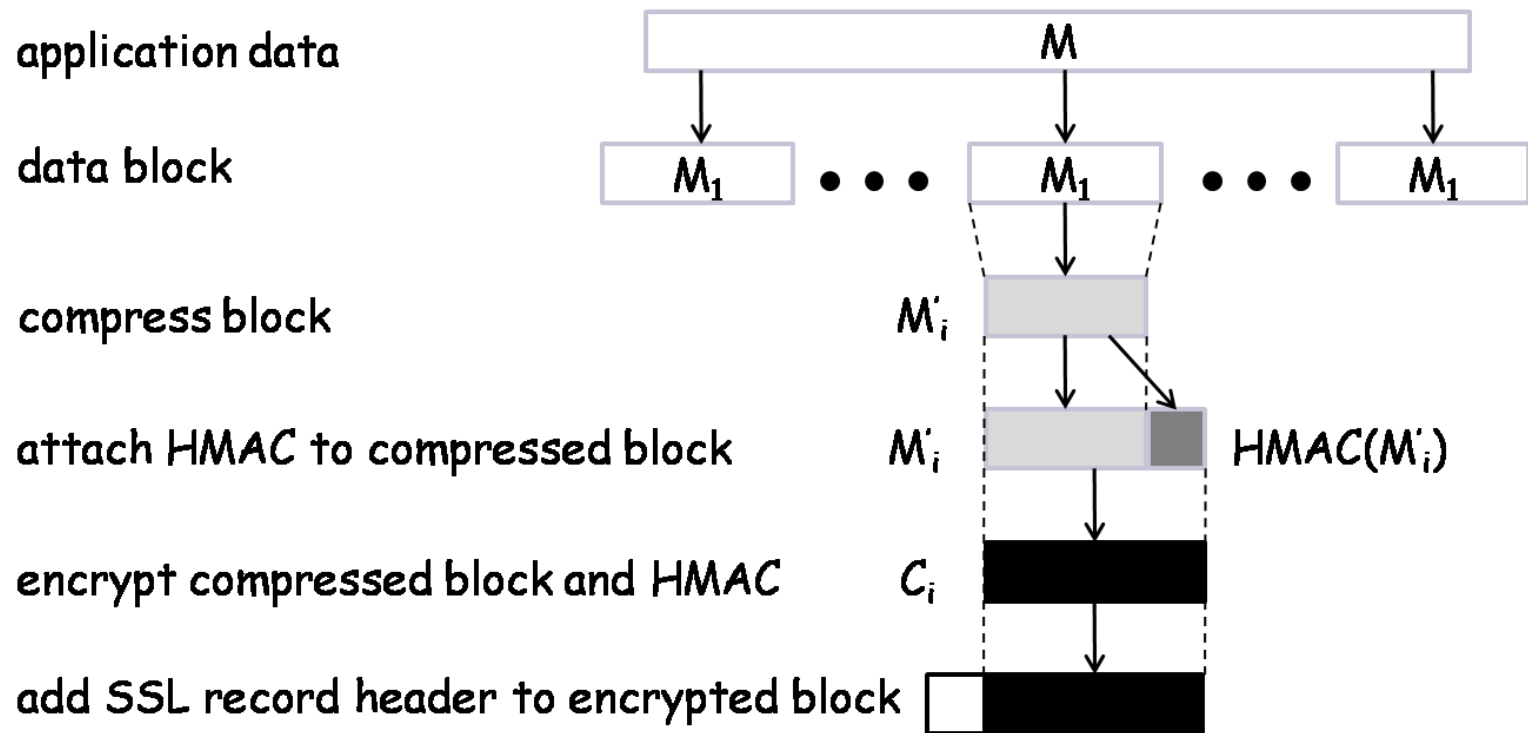 application data
M
data block
M₁ • • • M₁ • • • M₁
compress block
M'ᵢ
attach HMAC to compressed block
M'ᵢ
HMAC(M'ᵢ)
encrypt compressed block and HMAC
Cᵢ
add SSL record header to encrypted block